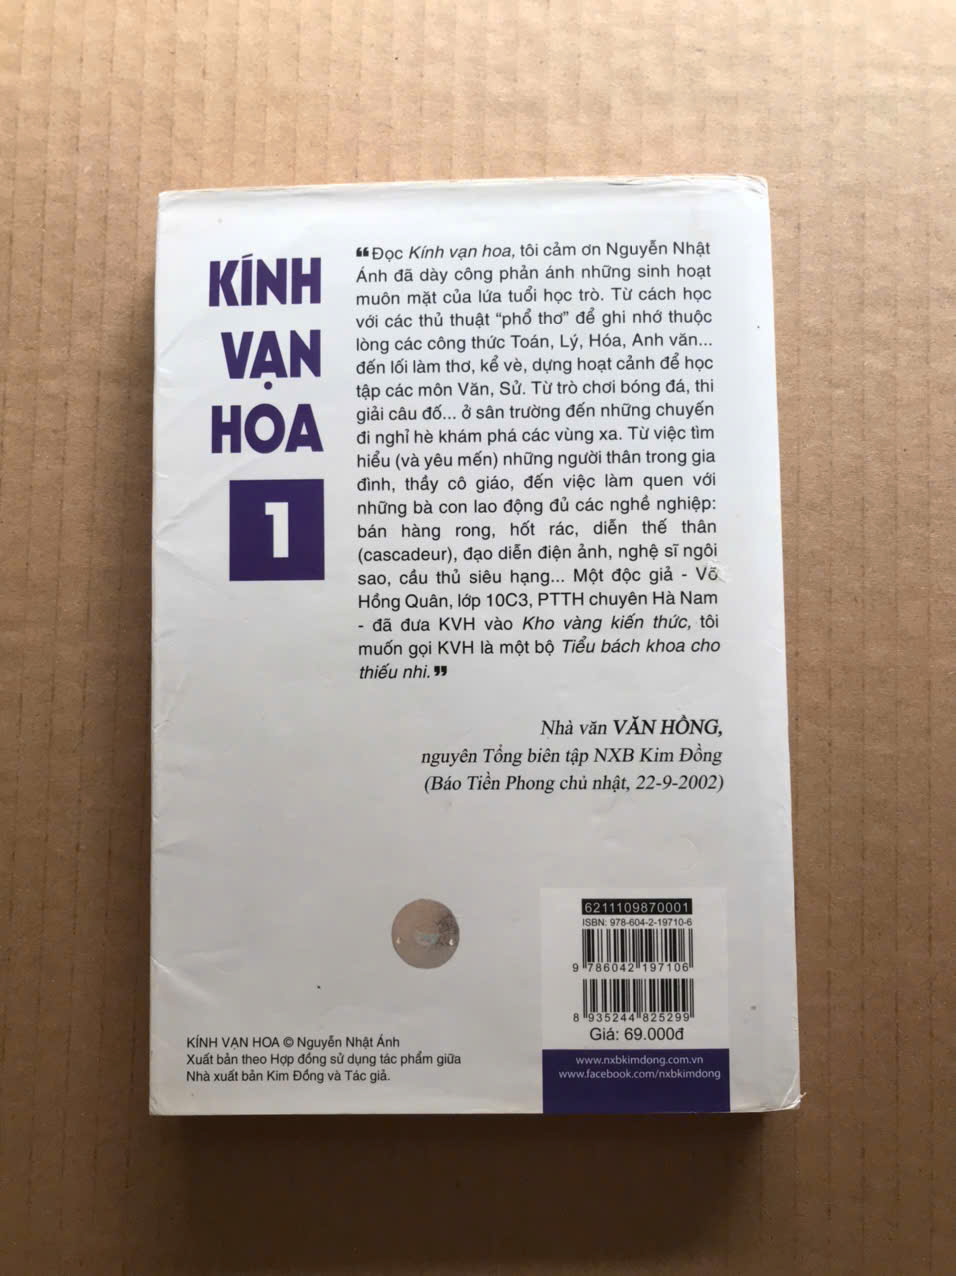 KÍNH
VẠN
HOA
1
❝Đọc Kính vạn hoa, tôi cảm ơn Nguyễn Nhật
Ánh đã dày công phản ánh những sinh hoạt
muôn mặt của lứa tuổi học trò. Từ cách học
với các thủ thuật “phổ thơ” để ghi nhớ thuộc
lòng các công thức Toán, Lý, Hóa, Anh văn...
đến lối làm thơ, kể vè, dựng hoạt cảnh để học
tập các môn Văn, Sử. Từ trò chơi bóng đá, thi
giải câu đố... ở sân trường đến những chuyến
đi nghỉ hè khám phá các vùng xa. Từ việc tìm
hiểu (và yêu mến) những người thân trong gia
đình, thầy cô giáo, đến việc làm quen với
những bà con lao động đủ các nghề nghiệp:
bán hàng rong, hốt rác, diễn thế thân
(cascadeur), đạo diễn điện ảnh, nghệ sĩ ngôi
sao, cầu thủ siêu hạng... Một độc giả - Võ
Hồng Quân, lớp 10C3, PTTH chuyên Hà Nam
- đã đưa KVH vào Kho vàng kiến thức, tôi
muốn gọi KVH là một bộ Tiểu bách khoa cho
thiếu nhi.❞
Nhà văn VĂN HỒNG,
nguyên Tổng biên tập NXB Kim Đồng
(Báo Tiền Phong chủ nhật, 22-9-2002)
6211109870001
ISBN: 978-604-2-19710-6
9 786042 197106
8 935244 825299
Giá: 69.000đ
KÍNH VẠN HOA © Nguyễn Nhật Ánh
Xuất bản theo Hợp đồng sử dụng tác phẩm giữa
Nhà xuất bản Kim Đồng và Tác giả.
www.nxbkimdong.com.vn
www.facebook.com/nxbkimdong